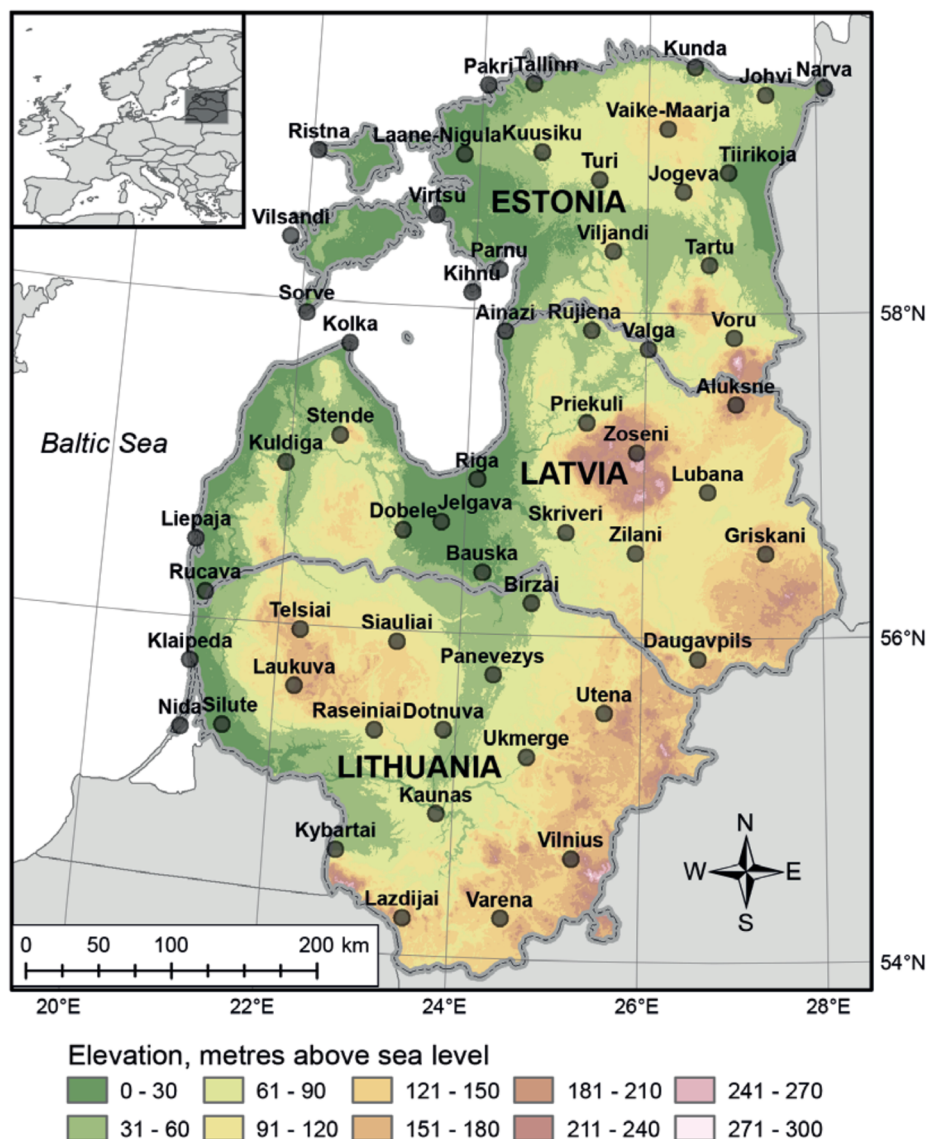 Kunda
Pakri Tallinn
Johvi Narva
Vaike-Maarja
Ristna
Laane-Nigula Kuusiku
Turi
Tiirikoja
Jogeva
ESTONIA
Virtsu
Vilsandi
Viljandi
Tartu
Parnu
Kihnu
Sorve
Ainazi Rujiena
58°N
Kolka
Valga
Voru
Aluksne
Priekuli
Stende
Zoseni
Baltic Sea
Kuldiga
Riga
LATVIA
Lubana
Dobele
Jelgava
Skriveri
Liepaja
Zilani
Griskani
Bauska
Rucava
Birzai
Telsiai
Siauliai
Klaipeda
Daugavpils
56°N
Laukuva
Panevezys
Utena
Nida Silute
Raseiniai Dotnuva
Ukmerge
LITHUANIA
Kaunas
Kybartai
Vilnius
N
W E
S
Lazdijai
Varena
0 50 100 200 km
54°N
20°E 22°E 24°E 26°E 28°E
Elevation, metres above sea level
0 - 30 61 - 90 121 - 150 181 - 210 241 - 270
31 - 60 91 - 120 151 - 180 211 - 240 271 - 300